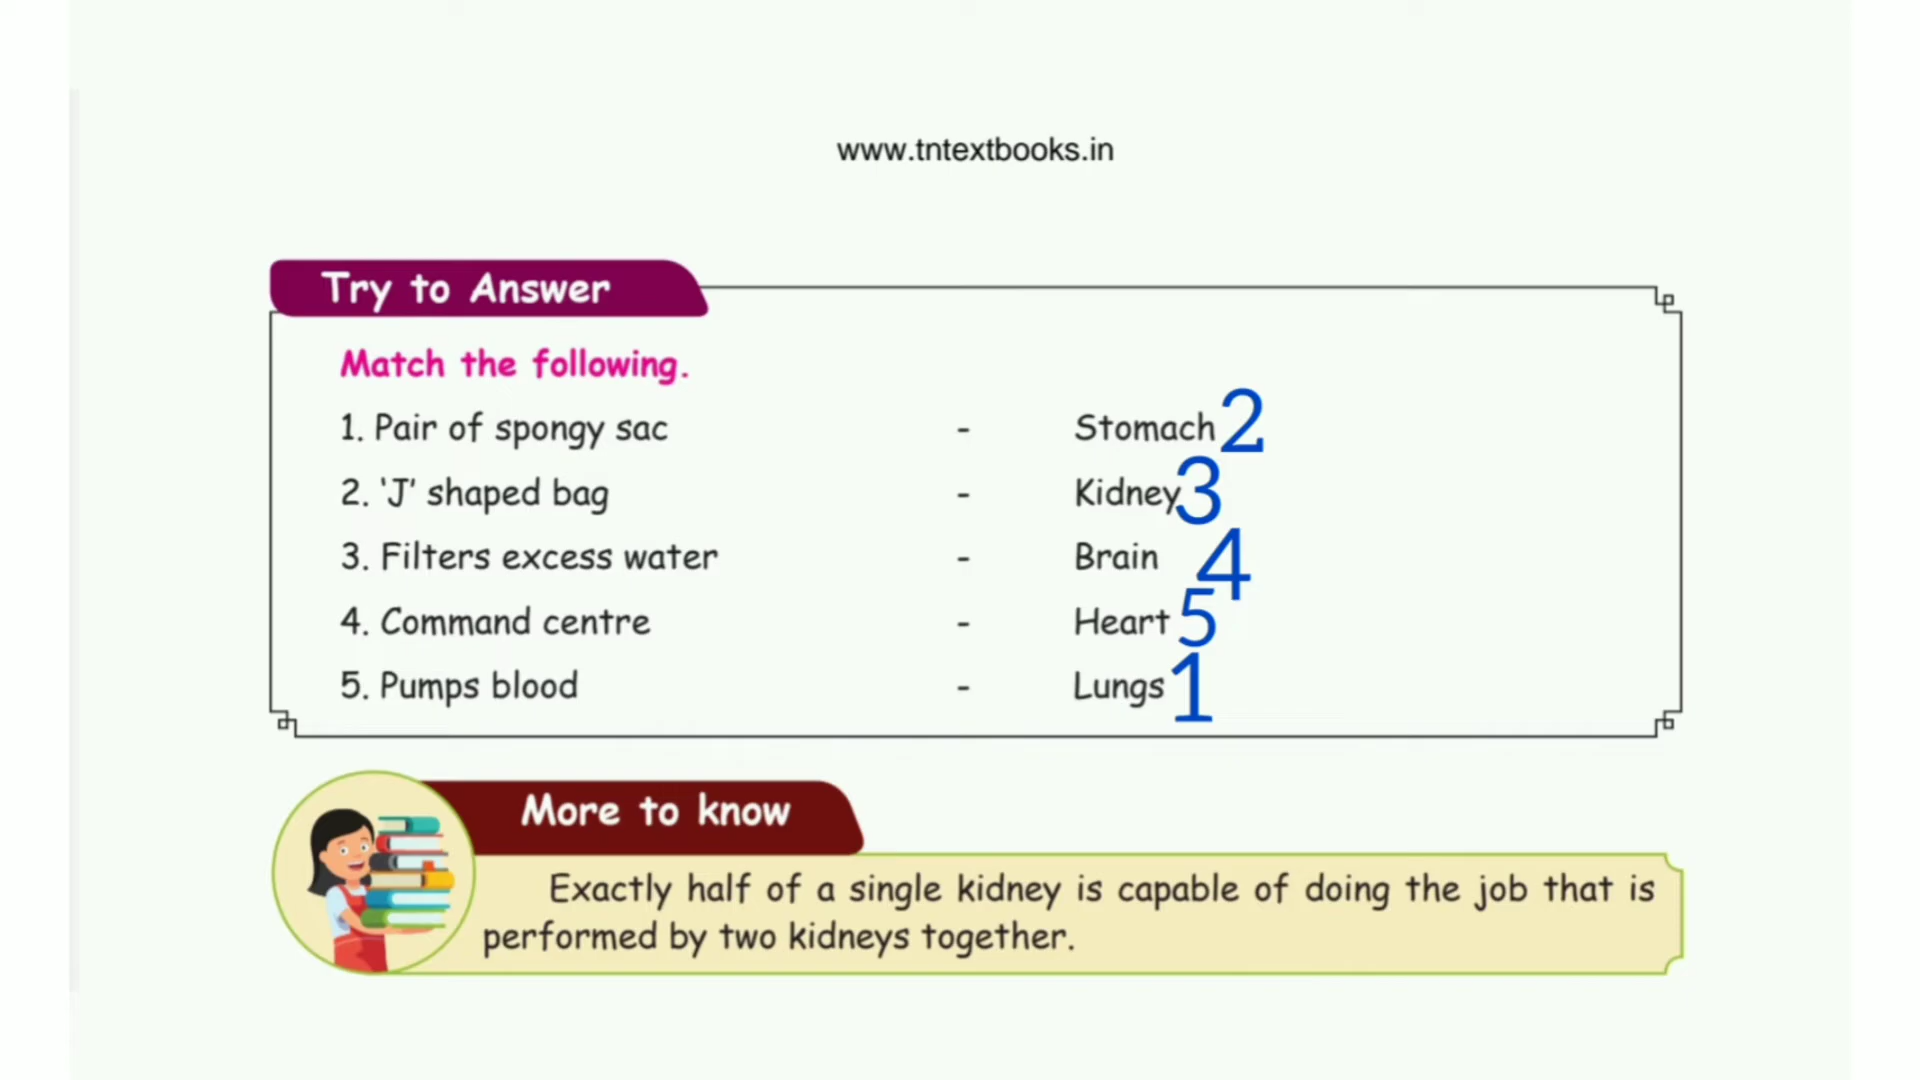 www.tntextbooks.in
Try to Answer
Match the following.
1. Pair of spongy sac - Stomach 2
2. ‘J’ shaped bag - Kidney 3
3. Filters excess water - Brain 4
4. Command centre - Heart 5
5. Pumps blood - Lungs 1
More to know
Exactly half of a single kidney is capable of doing the job that is
performed by two kidneys together.